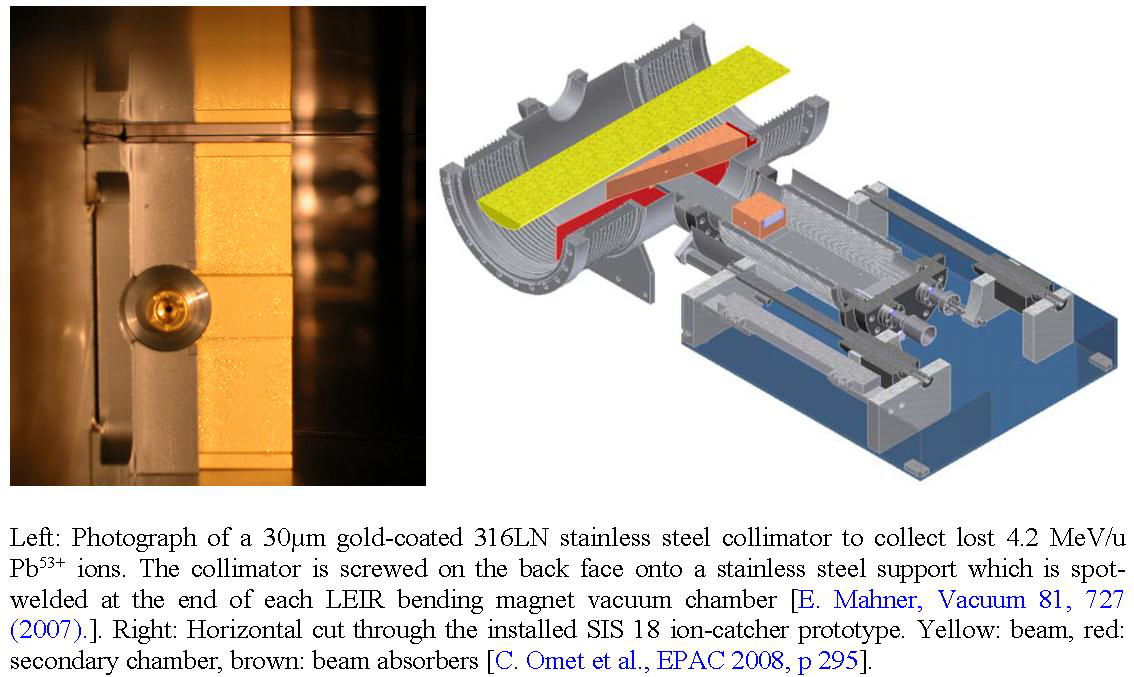 Left: Photograph of a 30μm gold-coated 316LN stainless steel collimator to collect lost 4.2 MeV/u
Pb⁵³⁺ ions. The collimator is screwed on the back face onto a stainless steel support which is spot-
welded at the end of each LEIR bending magnet vacuum chamber [E. Mahner, Vacuum 81, 727
(2007).]. Right: Horizontal cut through the installed SIS 18 ion-catcher prototype. Yellow: beam, red:
secondary chamber, brown: beam absorbers [C. Omet et al., EPAC 2008, p 295].